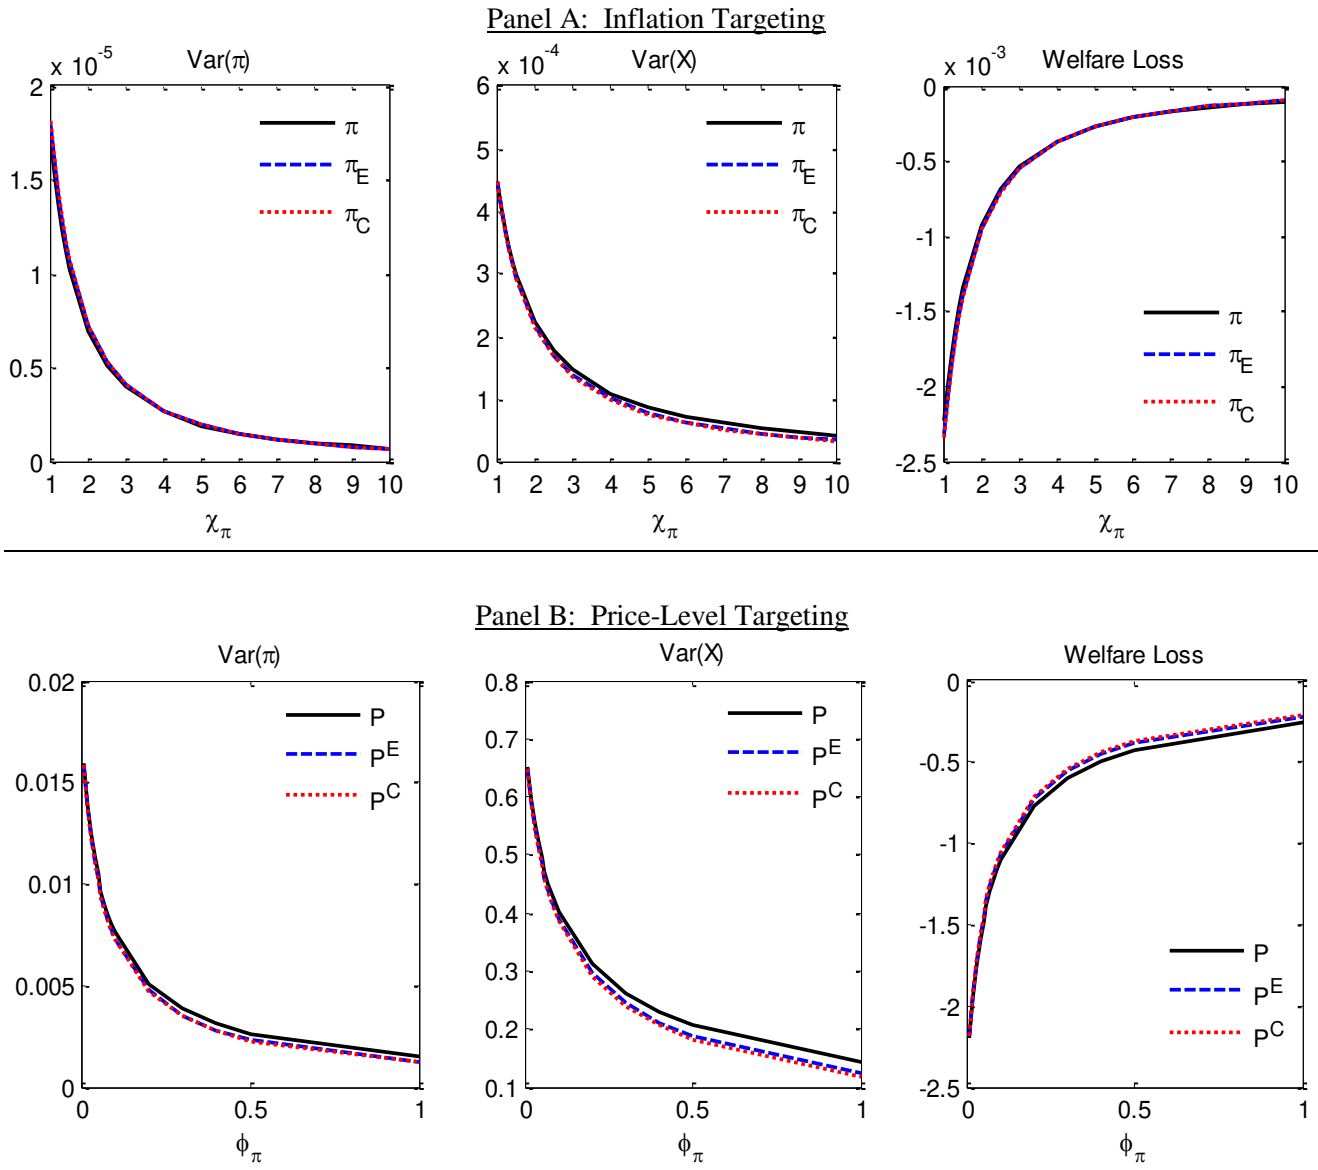 Panel A:  Inflation Targeting
Var(π)
Var(X)
Welfare Loss
x 10^-5
x 10^-4
x 10^-3
2
1.5
1
0.5
0
π
π_E
π_C
1 2 3 4 5 6 7 8 9 10
χ_π
6
5
4
3
2
1
0
π
π_E
π_C
1 2 3 4 5 6 7 8 9 10
χ_π
0
-0.5
-1
-1.5
-2
-2.5
π
π_E
π_C
1 2 3 4 5 6 7 8 9 10
χ_π
Panel B:  Price-Level Targeting
Var(π)
Var(X)
Welfare Loss
0.02
0.015
0.01
0.005
0
P
P^E
P^C
0 0.5 1
ϕ_π
0.8
0.7
0.6
0.5
0.4
0.3
0.2
0.1
P
P^E
P^C
0 0.5 1
ϕ_π
0
-0.5
-1
-1.5
-2
-2.5
P
P^E
P^C
0 0.5 1
ϕ_π